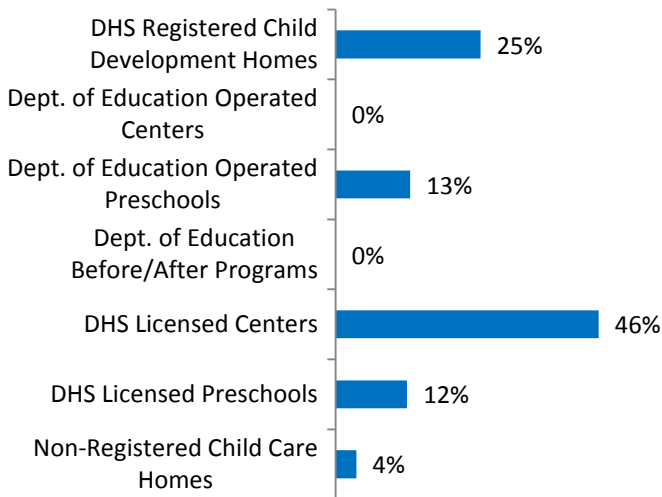 DHS Registered Child
Development Homes
25%
Dept. of Education Operated
Centers
0%
Dept. of Education Operated
Preschools
13%
Dept. of Education
Before/After Programs
0%
DHS Licensed Centers
46%
DHS Licensed Preschools
12%
Non-Registered Child Care
Homes
4%